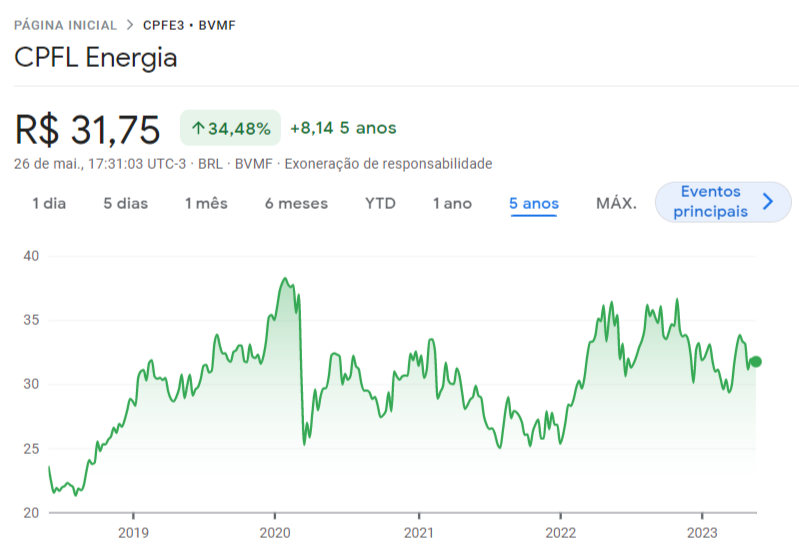 PÁGINA INICIAL > CPFE3 • BVMF
CPFL Energia
R$ 31,75 ↑34,48% +8,14 5 anos
26 de mai., 17:31:03 UTC-3 · BRL · BVMF · Exoneração de responsabilidade
1 dia 5 dias 1 mês 6 meses YTD 1 ano 5 anos MÁX.
Eventos
principais
40
35
30
25
20
2019 2020 2021 2022 2023